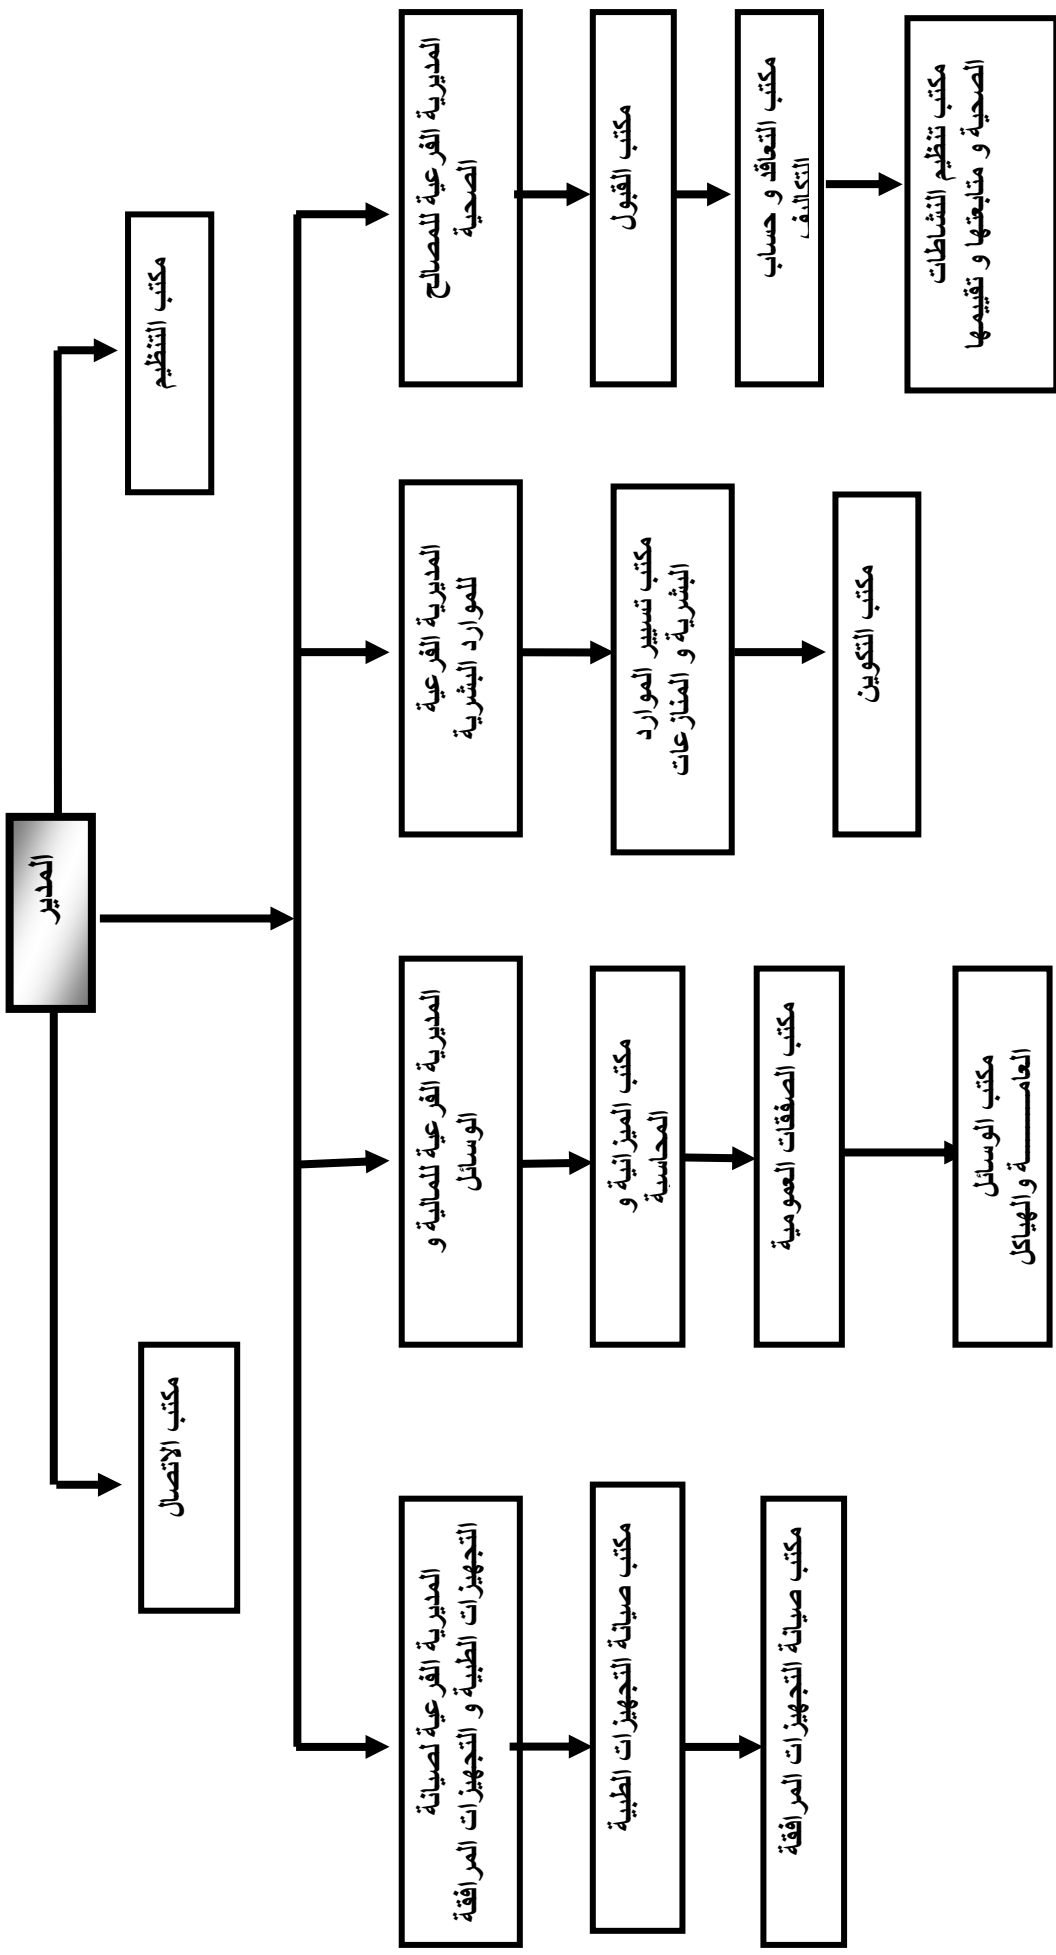 المدير
مكتب التنظيم
مكتب الاتصال
المديرية الفرعية للمصالح
الصحية
مكتب القبول
مكتب التعاقد و حساب
التكاليف
مكتب تنظيم النشاطات
الصحية و متابعتها و تقييمها
المديرية الفرعية
للموارد البشرية
مكتب تسيير الموارد
البشرية و المنازعات
مكتب التكوين
المديرية الفرعية للمالية و
الوسائل
مكتب الميزانية و
المحاسبة
مكتب الصفقات العمومية
مكتب الوسائل
العامـــــــة والهياكل
المديرية الفرعية لصيانة
التجهيزات الطبية و التجهيزات المرافقة
مكتب صيانة التجهيزات الطبية
مكتب صيانة التجهيزات المرافقة